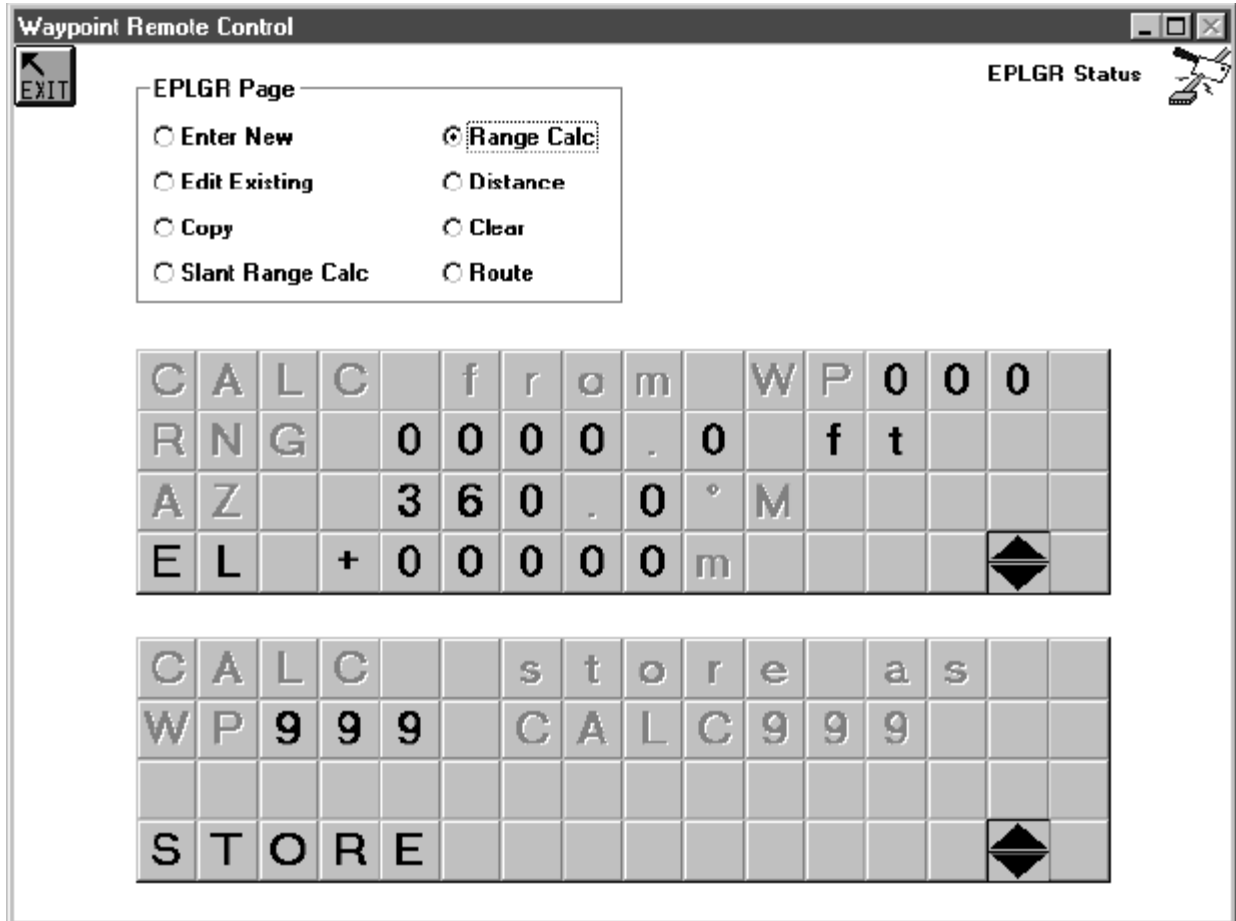 Waypoint Remote Control
EXIT
EPLGR Status
EPLGR Page
Enter New
Range Calc
Edit Existing
Distance
Copy
Clear
Slant Range Calc
Route
CALC from WP000
RNG 0000.0 ft
AZ 360.0°M
EL +00000m
CALC store as
WP999 CALC999
STORE